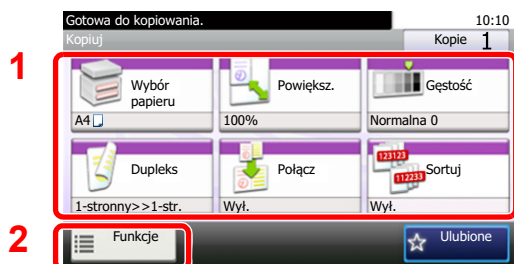 Gotowa do kopiowania. 10:10
Kopiuj Kopie 1
1
Wybór papieru Powiększ. Gęstość
A4 100% Normalna 0
123123
112233
Dupleks Połącz Sortuj
1-stronny>>1-str. Wył. Wył.
2
Funkcje Ulubione